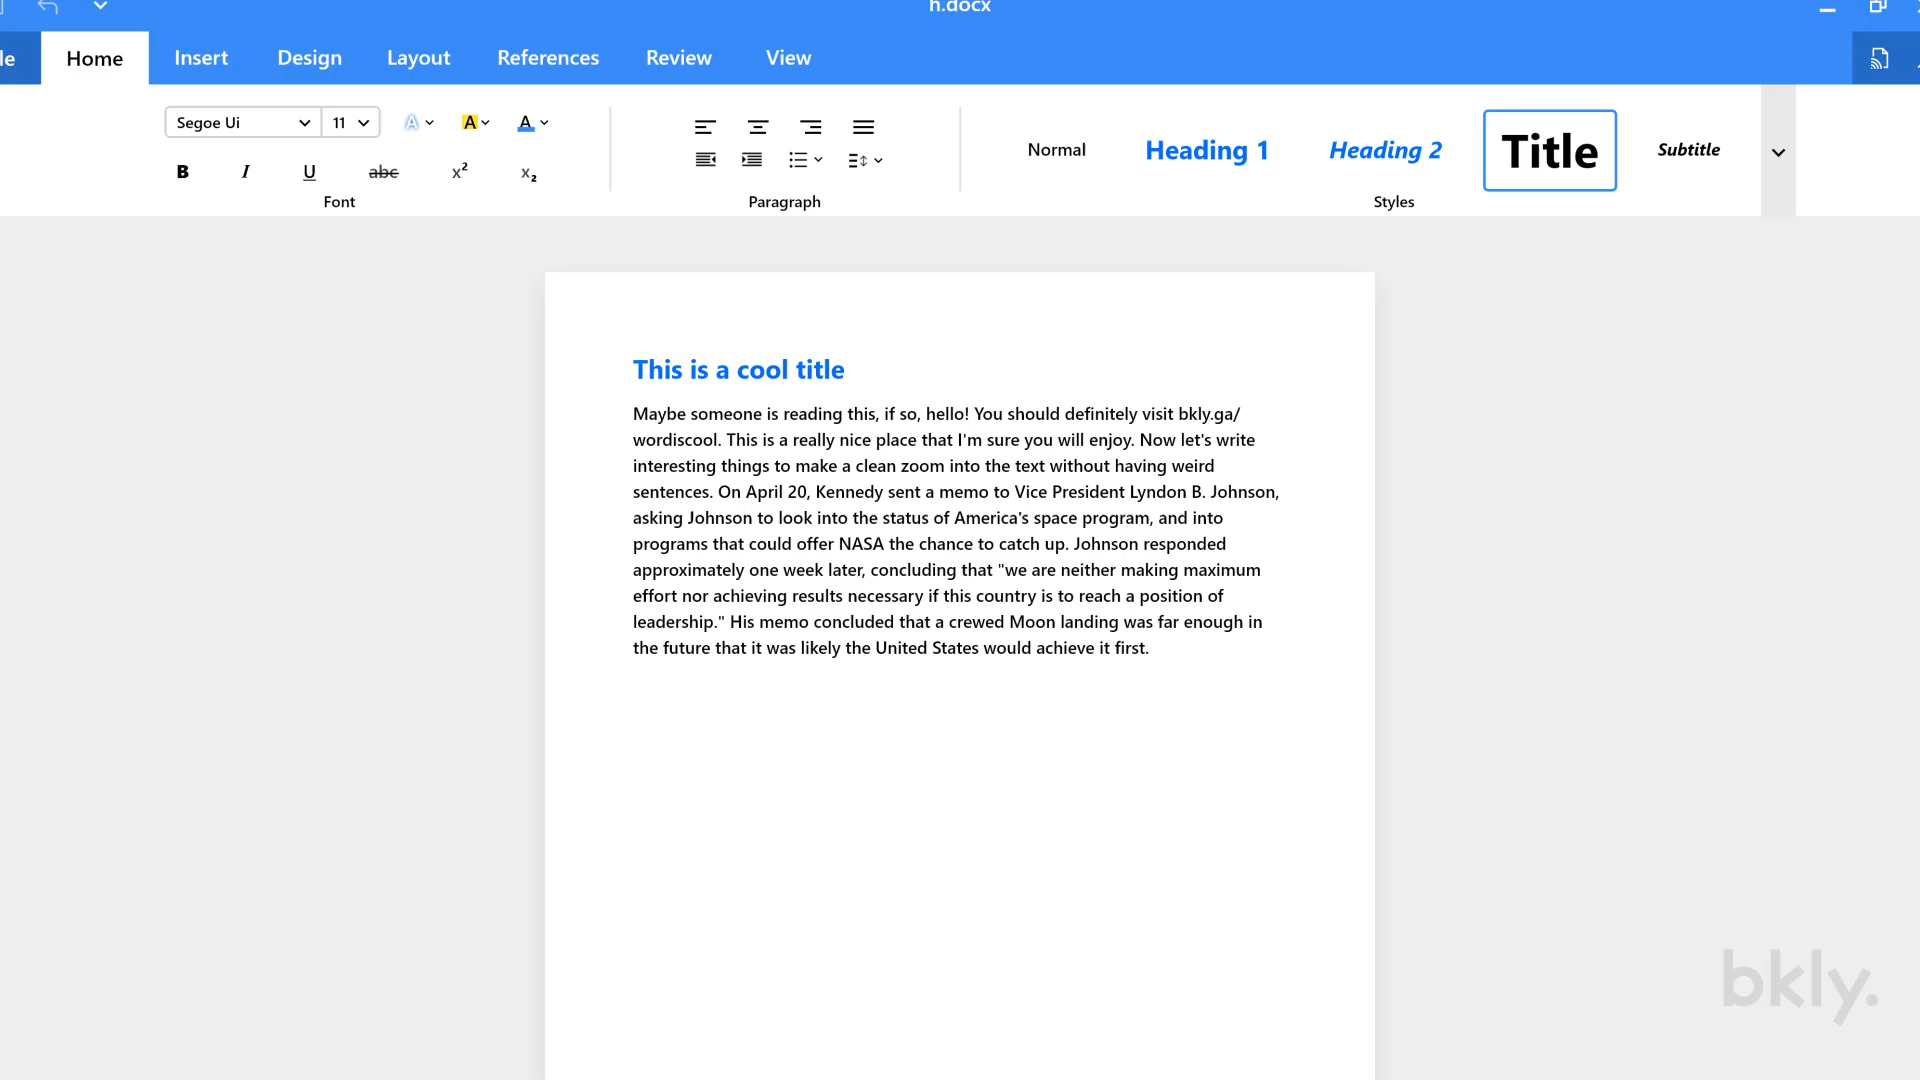 h.docx
le
Home
Insert
Design
Layout
References
Review
View
Segoe Ui
11
A
A
A
B
I
U
abc
x²
x₂
Font
Paragraph
Normal
Heading 1
Heading 2
Title
Subtitle
Styles
This is a cool title
Maybe someone is reading this, if so, hello! You should definitely visit bkly.ga/
wordiscool. This is a really nice place that I'm sure you will enjoy. Now let's write
interesting things to make a clean zoom into the text without having weird
sentences. On April 20, Kennedy sent a memo to Vice President Lyndon B. Johnson,
asking Johnson to look into the status of America's space program, and into
programs that could offer NASA the chance to catch up. Johnson responded
approximately one week later, concluding that "we are neither making maximum
effort nor achieving results necessary if this country is to reach a position of
leadership." His memo concluded that a crewed Moon landing was far enough in
the future that it was likely the United States would achieve it first.
bkly.